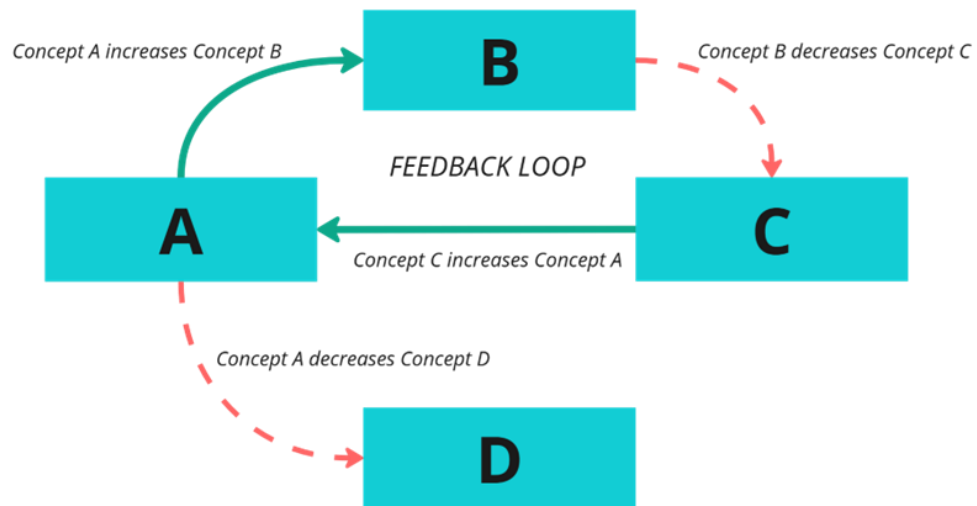 Concept A increases Concept B
B
Concept B decreases Concept C
FEEDBACK LOOP
A
C
Concept C increases Concept A
Concept A decreases Concept D
D